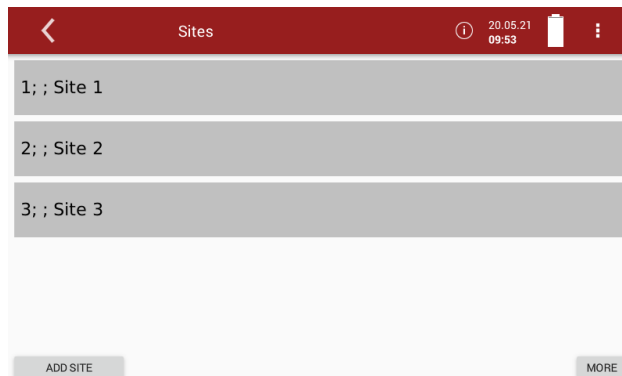 Sites
20.05.21
09:53
1; ; Site 1
2; ; Site 2
3; ; Site 3
ADD SITE
MORE